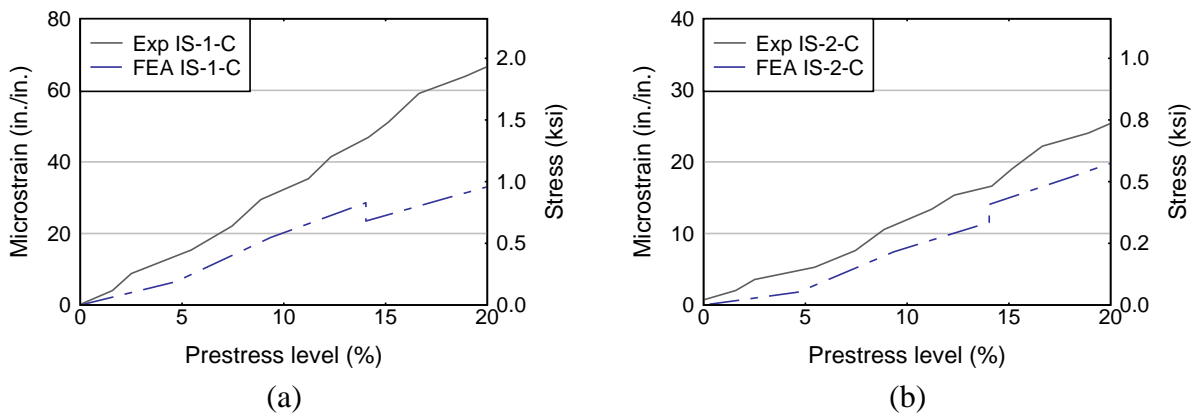 80
60
40
20
0
Microstrain (in./in.)
Exp IS-1-C
FEA IS-1-C
2.0
1.5
1.0
0.5
0.0
Stress (ksi)
0 5 10 15 20
Prestress level (%)
(a)
40
30
20
10
0
Microstrain (in./in.)
Exp IS-2-C
FEA IS-2-C
1.0
0.8
0.5
0.2
0.0
Stress (ksi)
0 5 10 15 20
Prestress level (%)
(b)